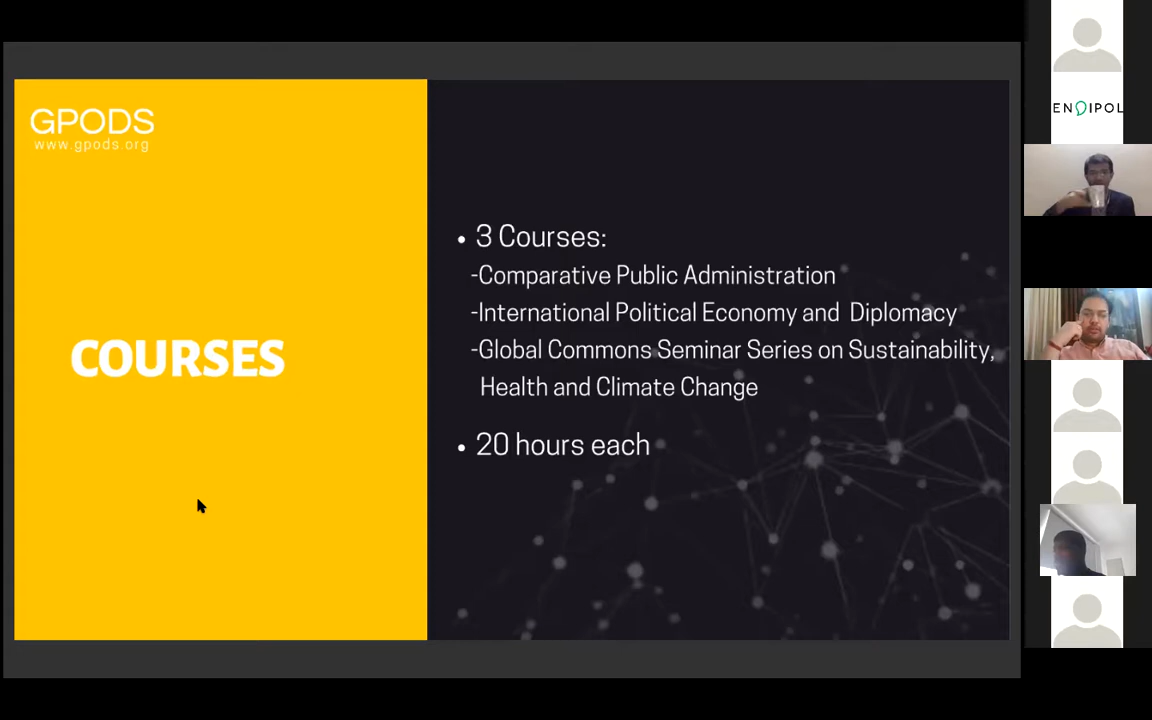 GPODS
www.gpods.org
COURSES
• 3 Courses:
-Comparative Public Administration
-International Political Economy and Diplomacy
-Global Commons Seminar Series on Sustainability,
Health and Climate Change
• 20 hours each
ENDIPOL